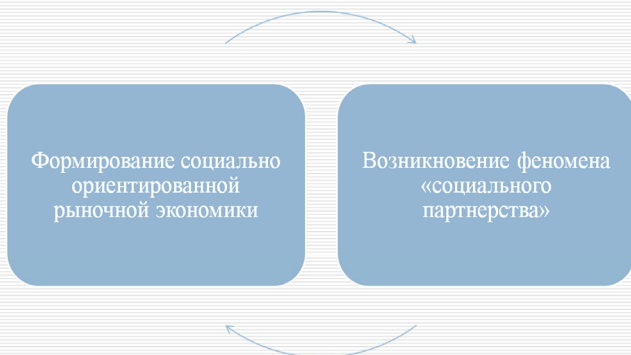 Формирование социально
ориентированной
рыночной экономики
Возникновение феномена
«социального
партнерства»